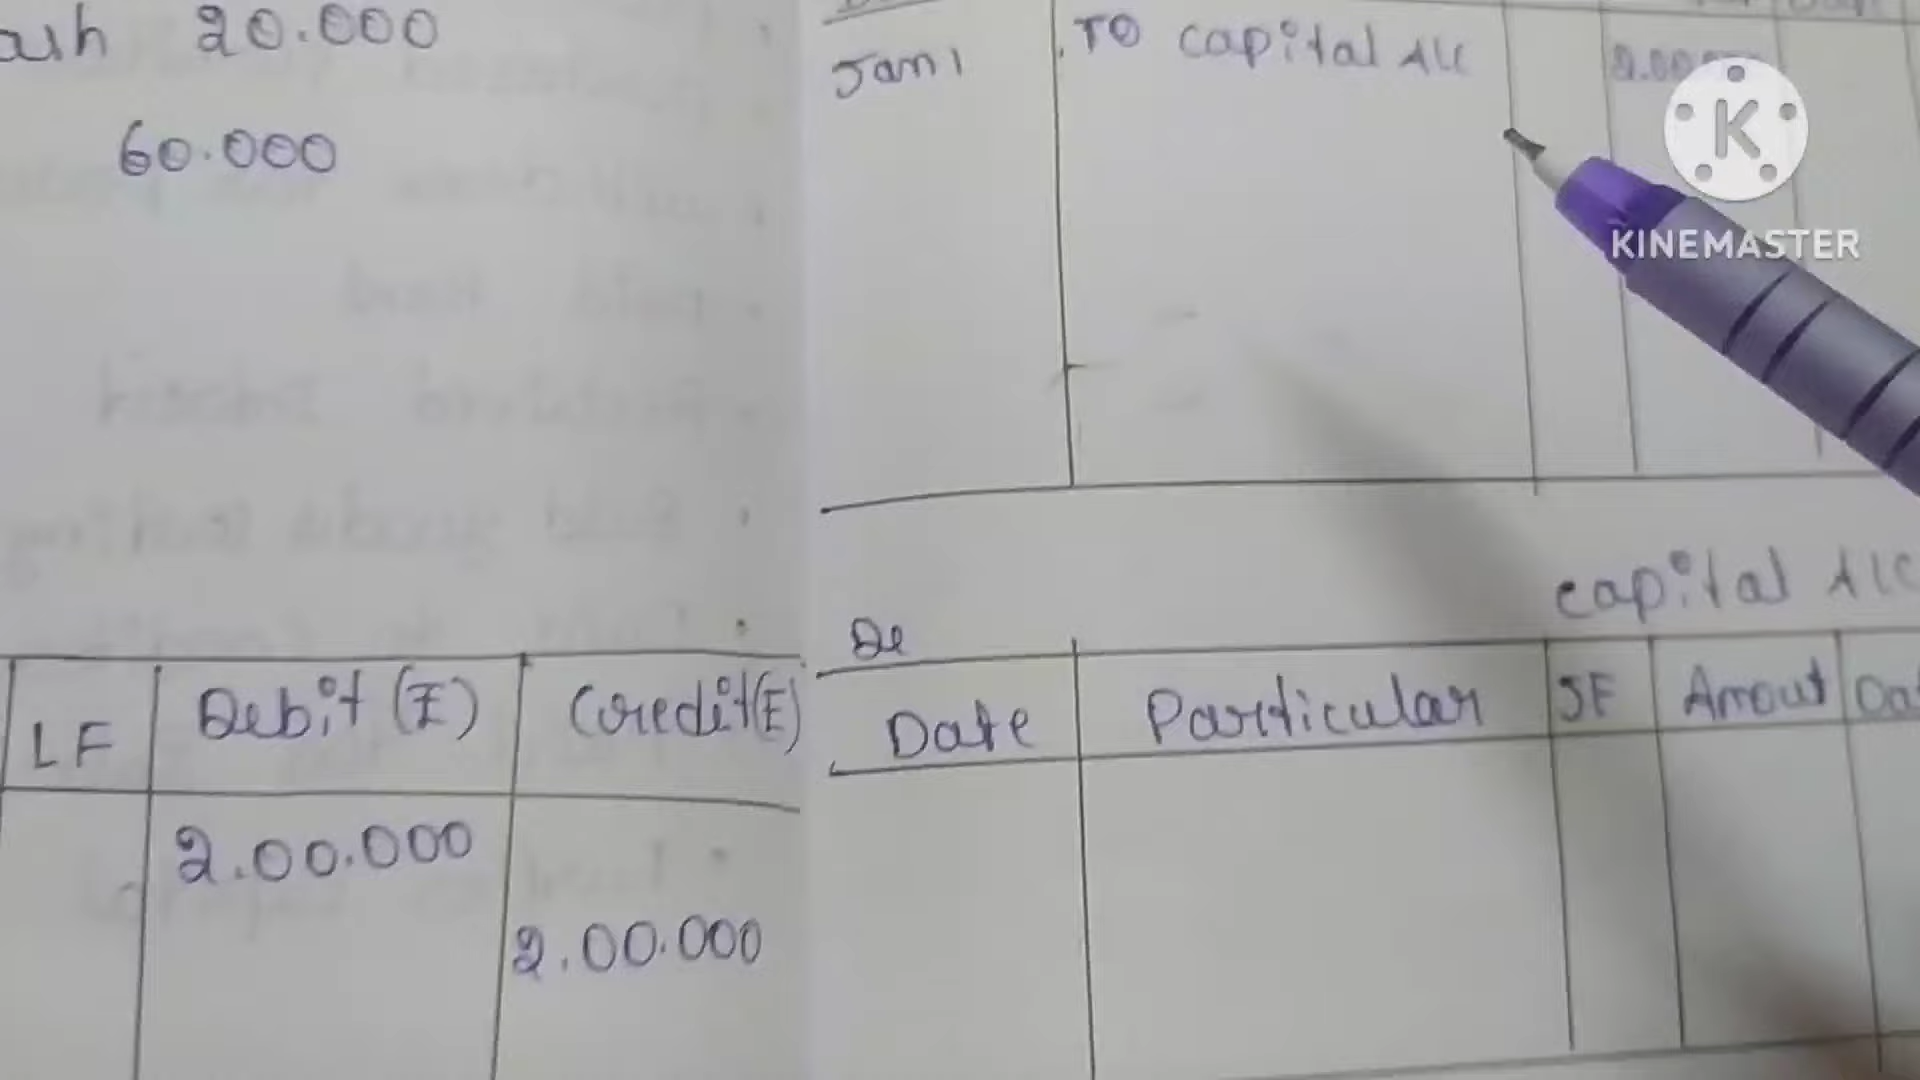 ash 20.000
60.000
LF Debit (₹) Credit(₹)
2.00.000
2.00.000
Jan 1 To capital A/c
KINEMASTER
capital A/c
Dr
Date Particular JF Amout